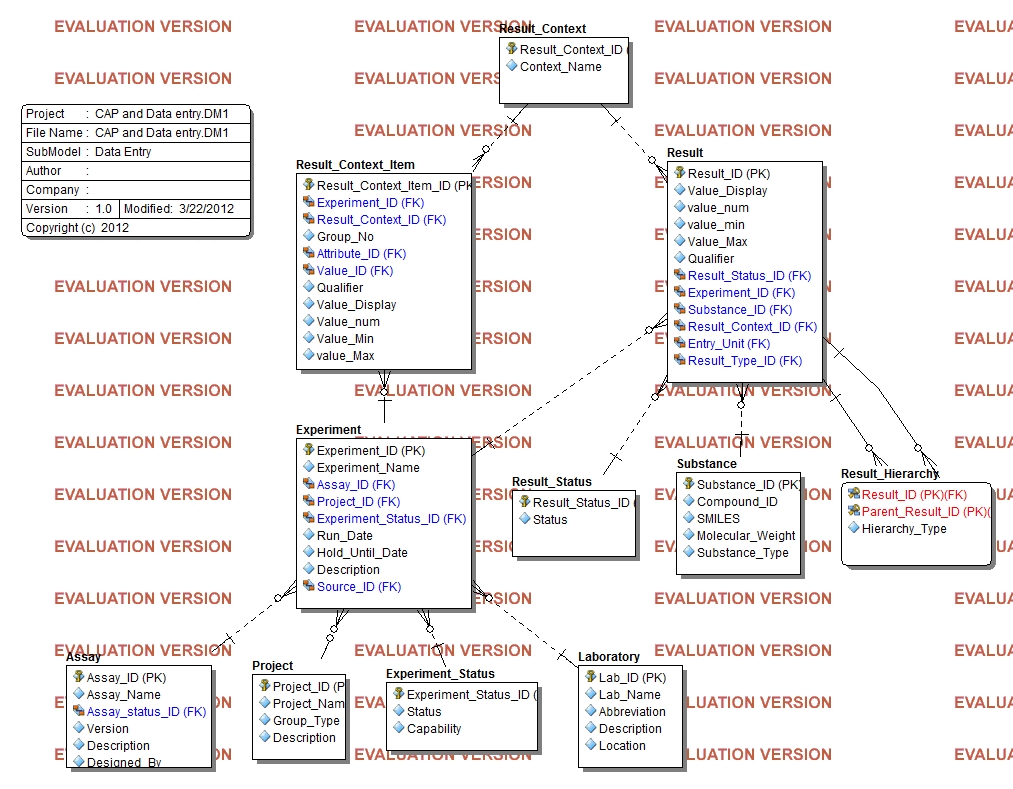 EVALUATION VERSION
Project : CAP and Data entry.DM1
File Name : CAP and Data entry.DM1
SubModel : Data Entry
Author :
Company :
Version : 1.0 Modified: 3/22/2012
Copyright (c) 2012
Result_Context
Result_Context_ID (
Context_Name
Result_Context_Item
Result_Context_Item_ID (PK
Experiment_ID (FK)
Result_Context_ID (FK)
Group_No
Attribute_ID (FK)
Value_ID (FK)
Qualifier
Value_Display
Value_num
Value_Min
value_Max
Result
Result_ID (PK)
Value_Display
value_num
value_min
Value_Max
Qualifier
Result_Status_ID (FK)
Experiment_ID (FK)
Substance_ID (FK)
Result_Context_ID (FK)
Entry_Unit (FK)
Result_Type_ID (FK)
Experiment
Experiment_ID (PK)
Experiment_Name
Assay_ID (FK)
Project_ID (FK)
Experiment_Status_ID (FK)
Run_Date
Hold_Until_Date
Description
Source_ID (FK)
Result_Status
Result_Status_ID (
Status
Substance
Substance_ID (PK)
Compound_ID
SMILES
Molecular_Weight
Substance_Type
Result_Hierarchy
Result_ID (PK)(FK)
Parent_Result_ID (PK)(
Hierarchy_Type
Assay
Assay_ID (PK)
Assay_Name
Assay_status_ID (FK)
Version
Description
Designed_By
Project
Project_ID (P
Project_Nam
Group_Type
Description
Experiment_Status
Experiment_Status_ID (
Status
Capability
Laboratory
Lab_ID (PK)
Lab_Name
Abbreviation
Description
Location